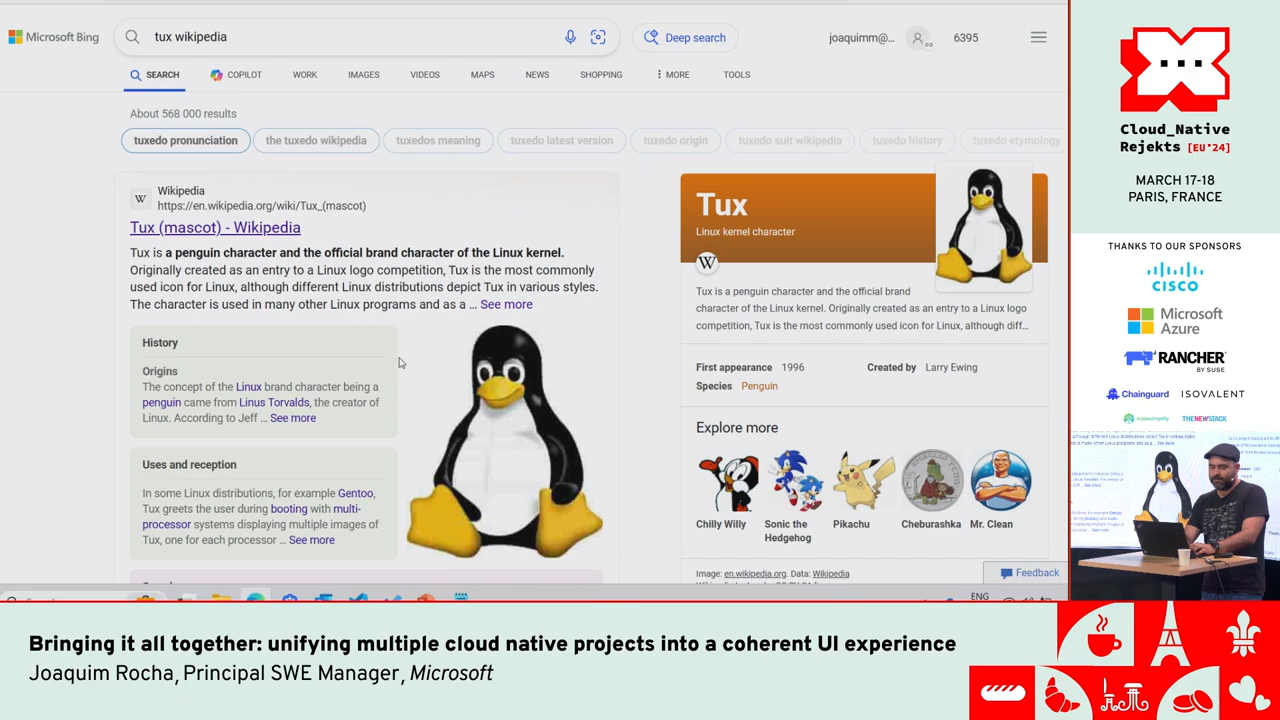 Microsoft Bing
tux wikipedia
Deep search
joaquimm@...
6395
SEARCH
COPILOT
WORK
IMAGES
VIDEOS
MAPS
NEWS
SHOPPING
MORE
TOOLS
About 568 000 results
tuxedo pronunciation
the tuxedo wikipedia
tuxedos meaning
tuxedo latest version
tuxedo origin
tuxedo suit wikipedia
tuxedo history
tuxedo etymology
W
Wikipedia
https://en.wikipedia.org/wiki/Tux_(mascot)
Tux (mascot) - Wikipedia
Tux is a penguin character and the official brand character of the Linux kernel.
Originally created as an entry to a Linux logo competition, Tux is the most commonly
used icon for Linux, although different Linux distributions depict Tux in various styles.
The character is used in many other Linux programs and as a ... See more
History
Origins
The concept of the Linux brand character being a
penguin came from Linus Torvalds, the creator of
Linux. According to Jeff ... See more
Uses and reception
In some Linux distributions, for example Gentoo,
Tux greets the user during booting with multi-
processor systems displaying multiple images of
Tux, one for each processor ... See more
Tux
Linux kernel character
W
Tux is a penguin character and the official brand
character of the Linux kernel. Originally created as an entry to a Linux logo
competition, Tux is the most commonly used icon for Linux, although diff...
First appearance 1996
Created by Larry Ewing
Species Penguin
Explore more
Chilly Willy
Sonic the
Hedgehog
Pikachu
Cheburashka
Mr. Clean
Image: en.wikipedia.org. Data: Wikipedia
Feedback
ENG
Cloud_Native
Rejekts [EU'24]
MARCH 17-18
PARIS, FRANCE
THANKS TO OUR SPONSORS
CISCO
Microsoft
Azure
RANCHER
BY SUSE
Chainguard
ISOVALENT
kubesimplify
THENEWSTACK
Bringing it all together: unifying multiple cloud native projects into a coherent UI experience
Joaquim Rocha, Principal SWE Manager, Microsoft